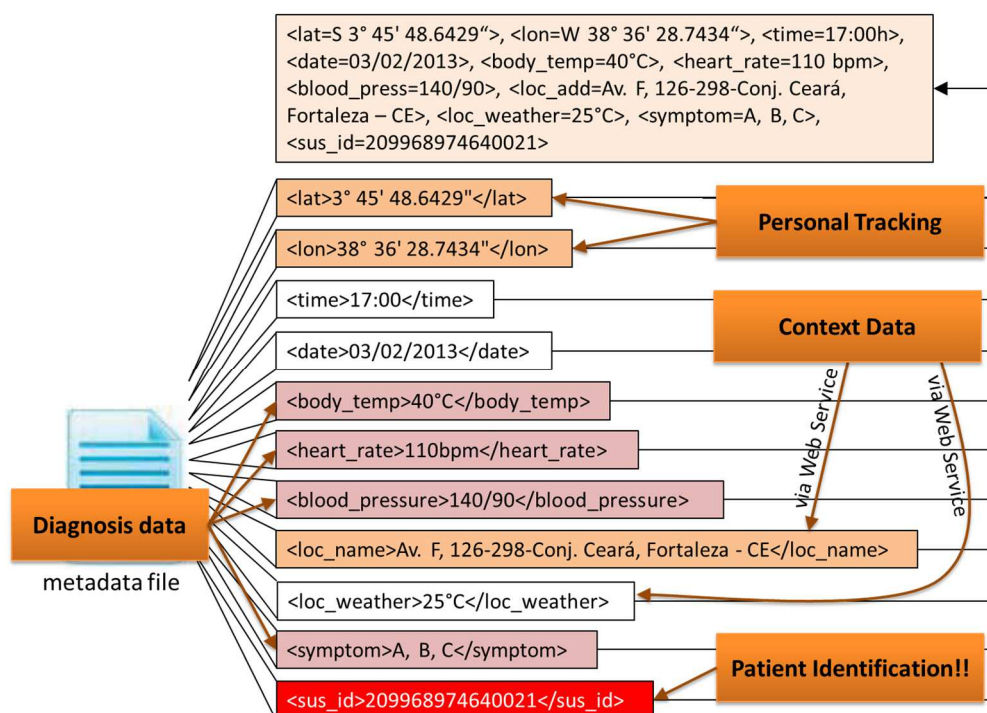 <lat=S 3° 45' 48.6429“>, <lon=W 38° 36' 28.7434“>, <time=17:00h>,
<date=03/02/2013>, <body_temp=40°C>, <heart_rate=110 bpm>,
<blood_press=140/90>, <loc_add=Av. F, 126-298-Conj. Ceará,
Fortaleza – CE>, <loc_weather=25°C>, <symptom=A, B, C>,
<sus_id=209968974640021>
<lat>3° 45' 48.6429"</lat>
Personal Tracking
<lon>38° 36' 28.7434"</lon>
<time>17:00</time>
Context Data
<date>03/02/2013</date>
<body_temp>40°C</body_temp>
via Web Service
via Web Service
<heart_rate>110bpm</heart_rate>
<blood_pressure>140/90</blood_pressure>
Diagnosis data
<loc_name>Av. F, 126-298-Conj. Ceará, Fortaleza - CE</loc_name>
metadata file
<loc_weather>25°C</loc_weather>
<symptom>A, B, C</symptom>
Patient Identification!!
<sus_id>209968974640021</sus_id>